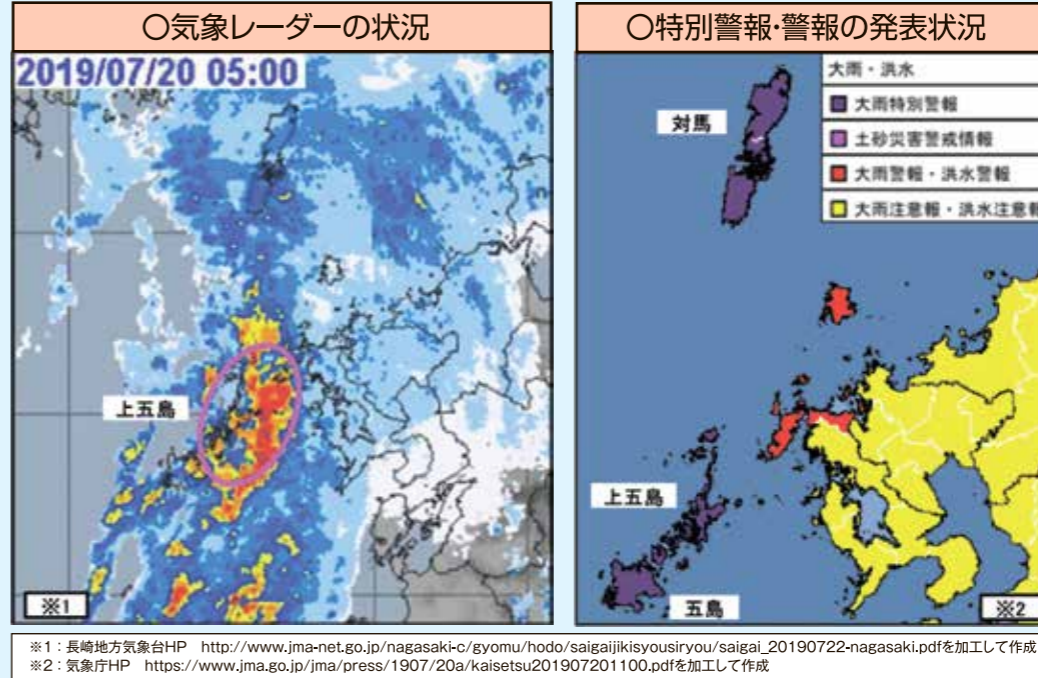 〇気象レーダーの状況
2019/07/20 05:00
上五島
※1
〇特別警報・警報の発表状況
大雨・洪水
大雨特別警報
土砂災害警戒情報
大雨警報・洪水警報
大雨注意報・洪水注意報
対馬
上五島
五島
※2
※1：長崎地方気象台HP　http://www.jma-net.go.jp/nagasaki-c/gyomu/hodo/saigaijikisyousiryou/saigai_20190722-nagasaki.pdfを加工して作成
※2：気象庁HP　https://www.jma.go.jp/jma/press/1907/20a/kaisetsu201907201100.pdfを加工して作成